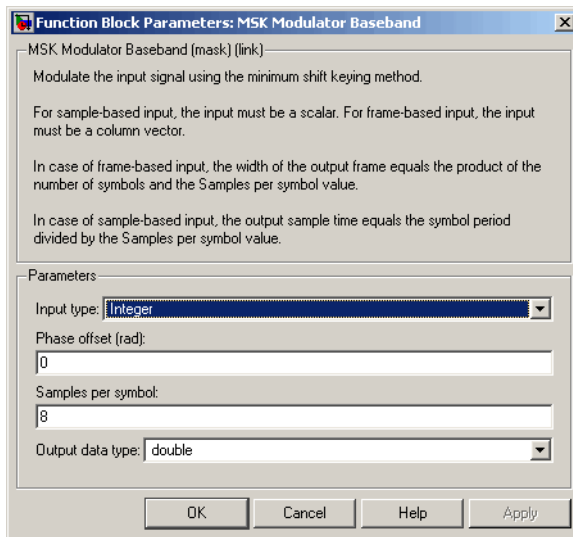 Function Block Parameters: MSK Modulator Baseband
MSK Modulator Baseband (mask) (link)
Modulate the input signal using the minimum shift keying method.
For sample-based input, the input must be a scalar. For frame-based input, the input
must be a column vector.
In case of frame-based input, the width of the output frame equals the product of the
number of symbols and the Samples per symbol value.
In case of sample-based input, the output sample time equals the symbol period
divided by the Samples per symbol value.
Parameters
Input type: Integer
Phase offset (rad):
0
Samples per symbol:
8
Output data type: double
OK Cancel Help Apply